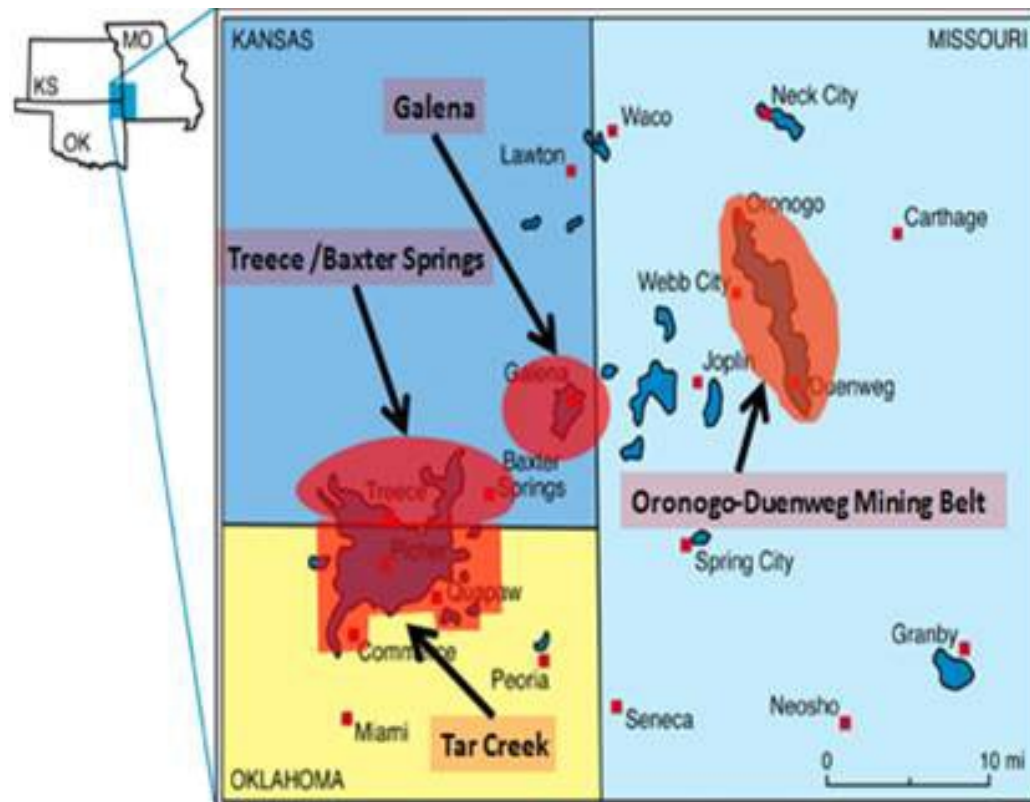 MO
KS
OK
KANSAS
MISSOURI
Galena
Waco
Neck City
Lawton
Oronogo
Carthage
Treece /Baxter Springs
Webb City
Galena
Joplin
Duenweg
Baxter
Springs
Treece
Oronogo-Duenweg Mining Belt
Picher
Spring City
Quapaw
Commerce
Peoria
Granby
Miami
Tar Creek
Seneca
Neosho
OKLAHOMA
0 10 mi